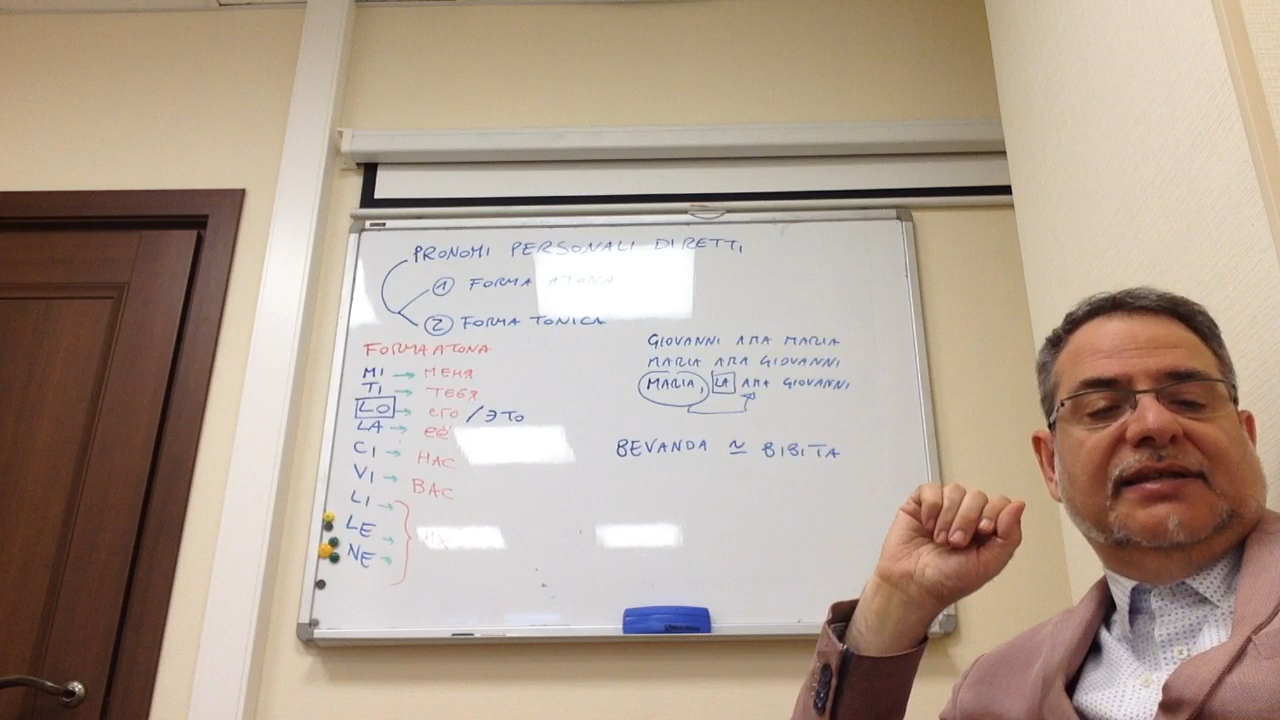 PRONOMI PERSONALI DIRETTI
1 FORMA ATONA
2 FORMA TONICA
FORMA ATONA
MI → МЕНЯ
TI → ТЕБЯ
LO → ЕГО / ЭТО
LA → её
CI → НАС
VI → ВАС
LI →
LE →
NE →
ИХ
GIOVANNI AMA MARIA
MARIA AMA GIOVANNI
MARIA, LA AMA GIOVANNI
BEVANDA ≃ BIBITA